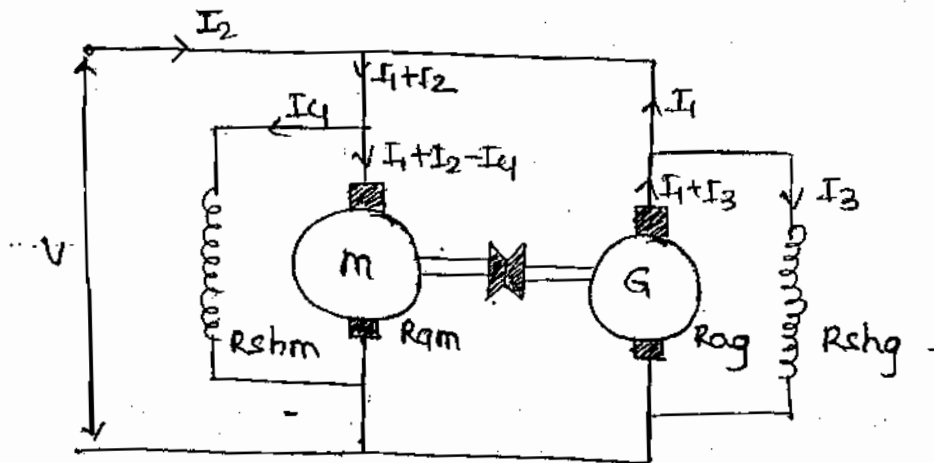 I2
I1+I2
I4
I1
I1+I2-I4
I1+I3
I3
V
M
G
Rshm
Ram
Rag
Rshg